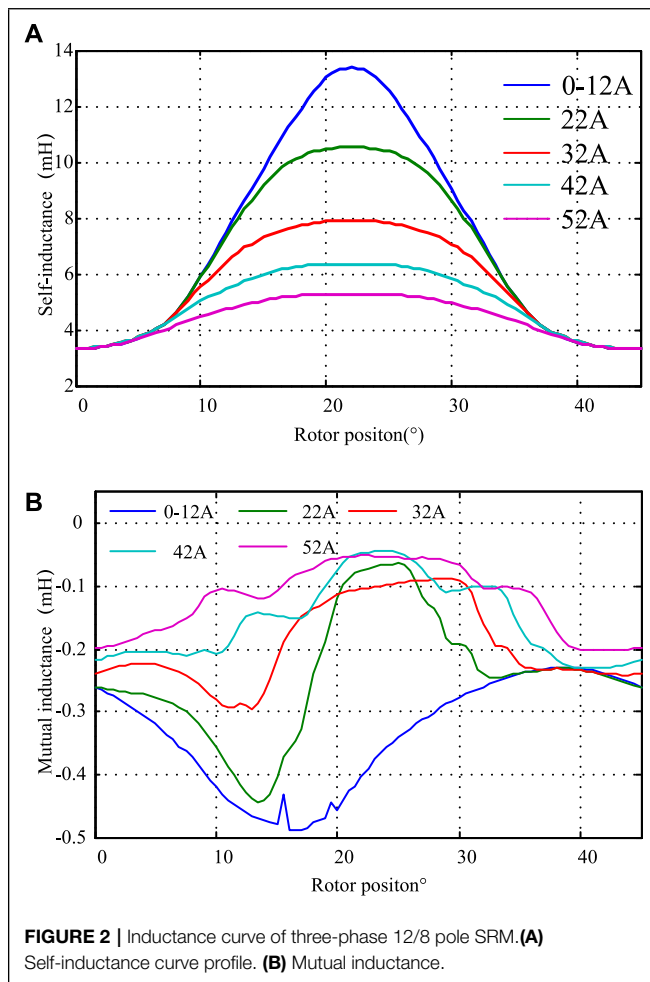 A
14
12
10
8
6
4
2
Self-inductance (mH)
0-12A
22A
32A
42A
52A
0 10 20 30 40
Rotor positon(°)
B
0
-0.1
-0.2
-0.3
-0.4
-0.5
Mutual inductance (mH)
0-12A 22A 32A
42A 52A
0 10 20 30 40
Rotor positon°
FIGURE 2 | Inductance curve of three-phase 12/8 pole SRM.(A)
Self-inductance curve profile. (B) Mutual inductance.